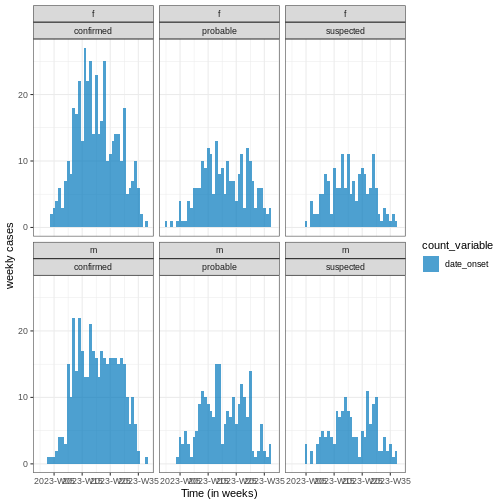 f f f
confirmed probable suspected
20
10
0
m m m
confirmed probable suspected
20
10
0
weekly cases
2023-W35
Time (in weeks)
count_variable
date_onset